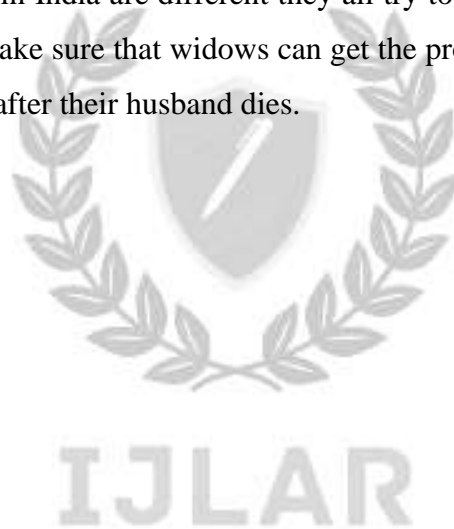 in India are different they all try to
ake sure that widows can get the pro
after their husband dies.
IJLAR